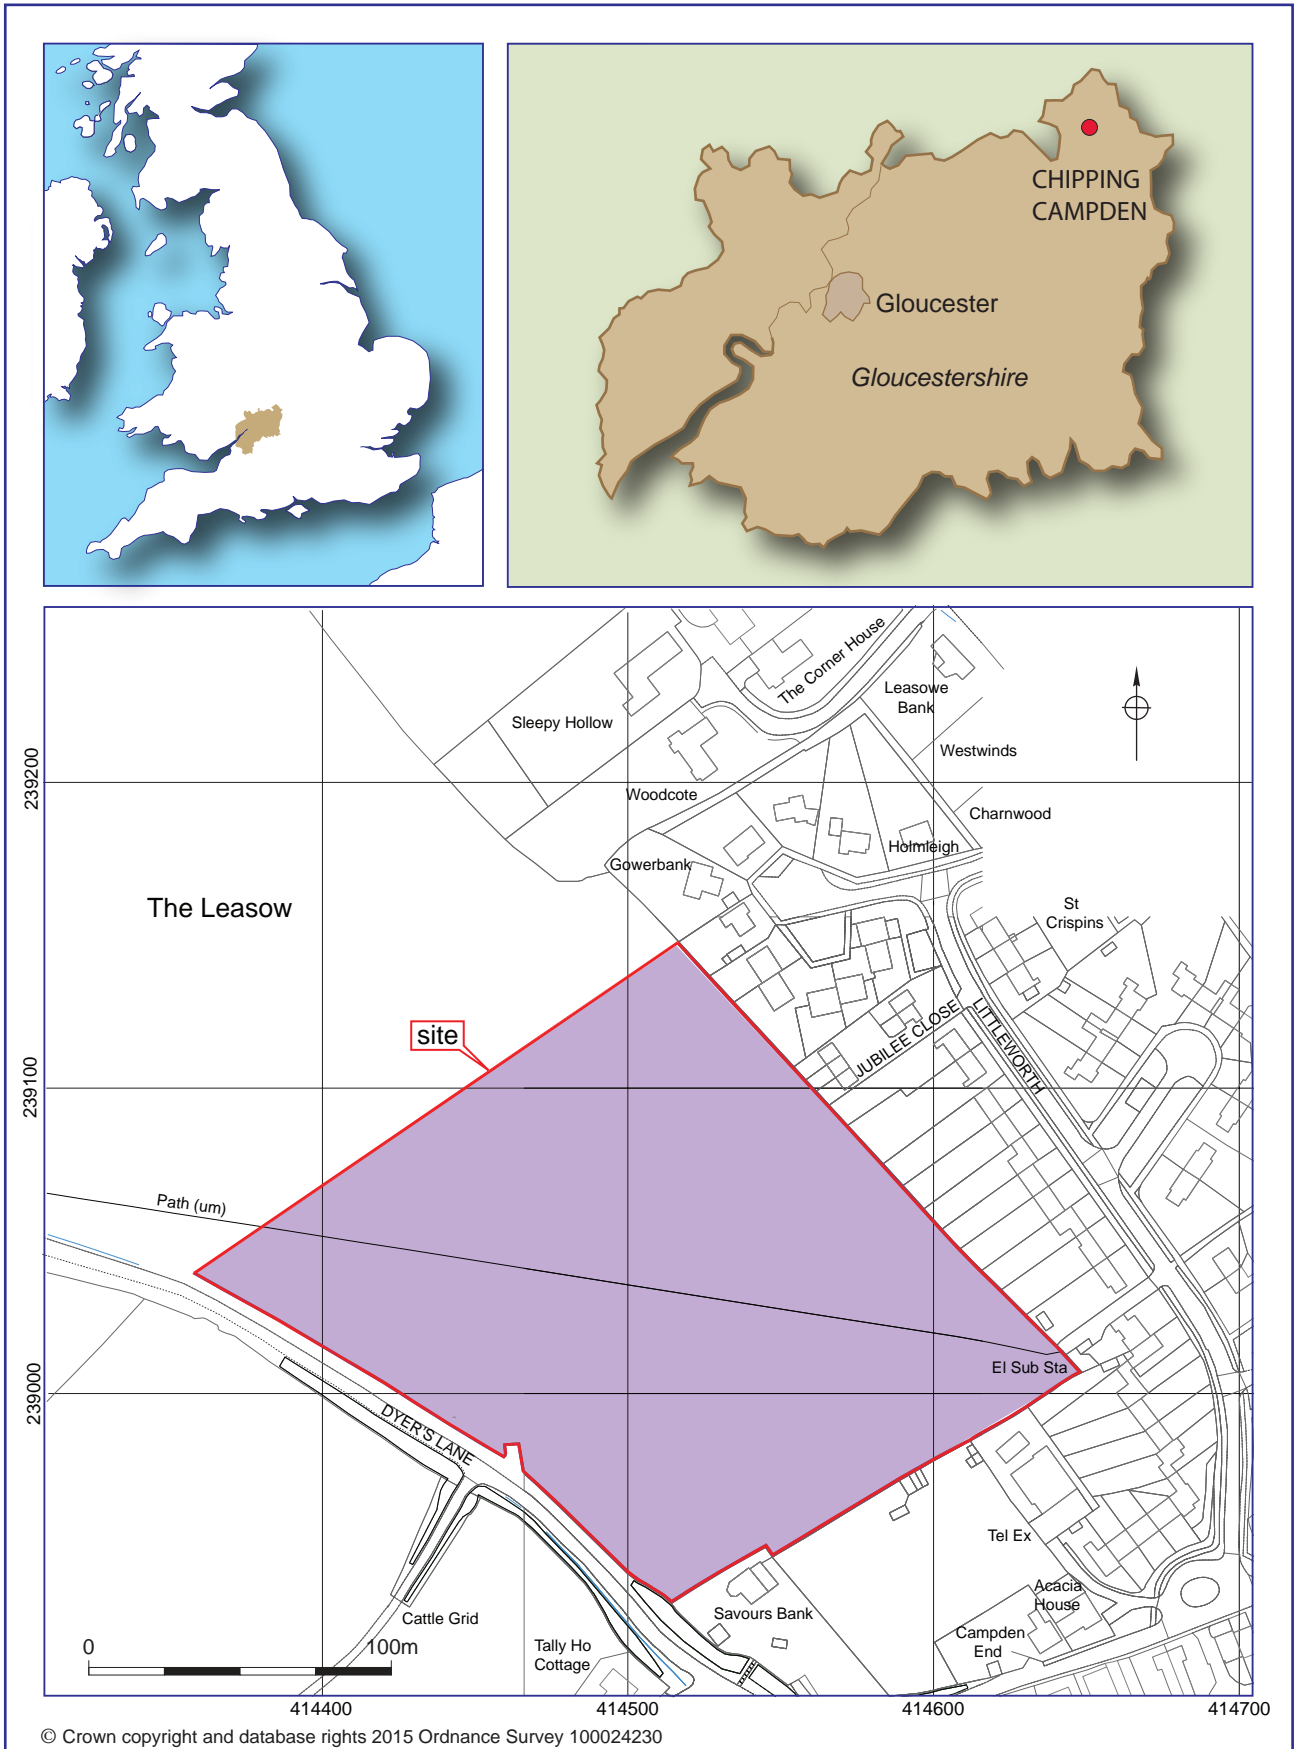 CHIPPING
CAMPDEN
Gloucester
Gloucestershire
The Corner House
Leasowe
Bank
Sleepy Hollow
Westwinds
239200
Woodcote
Charnwood
Holmleigh
Gowerbank
The Leasow
St
Crispins
site
JUBILEE CLOSE
LITTLEWORTH
239100
Path (um)
El Sub Sta
239000
DYER'S LANE
Tel Ex
Acacia
House
Savours Bank
Cattle Grid
Campden
End
Tally Ho
Cottage
0 100m
414400 414500 414600 414700
© Crown copyright and database rights 2015 Ordnance Survey 100024230